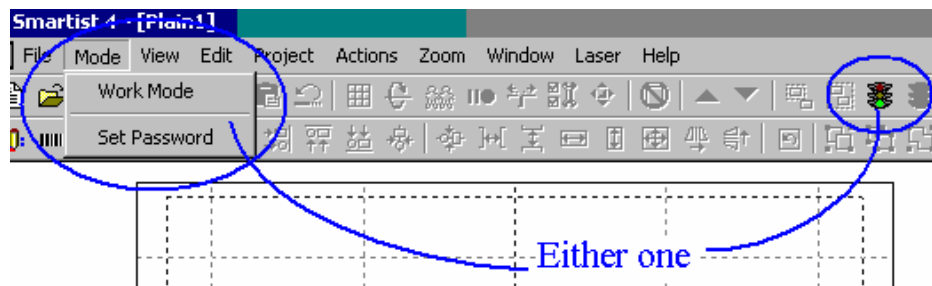 Smartist 4 - [Plain1]
File Mode View Edit Project Actions Zoom Window Laser Help
Work Mode
Set Password
Either one